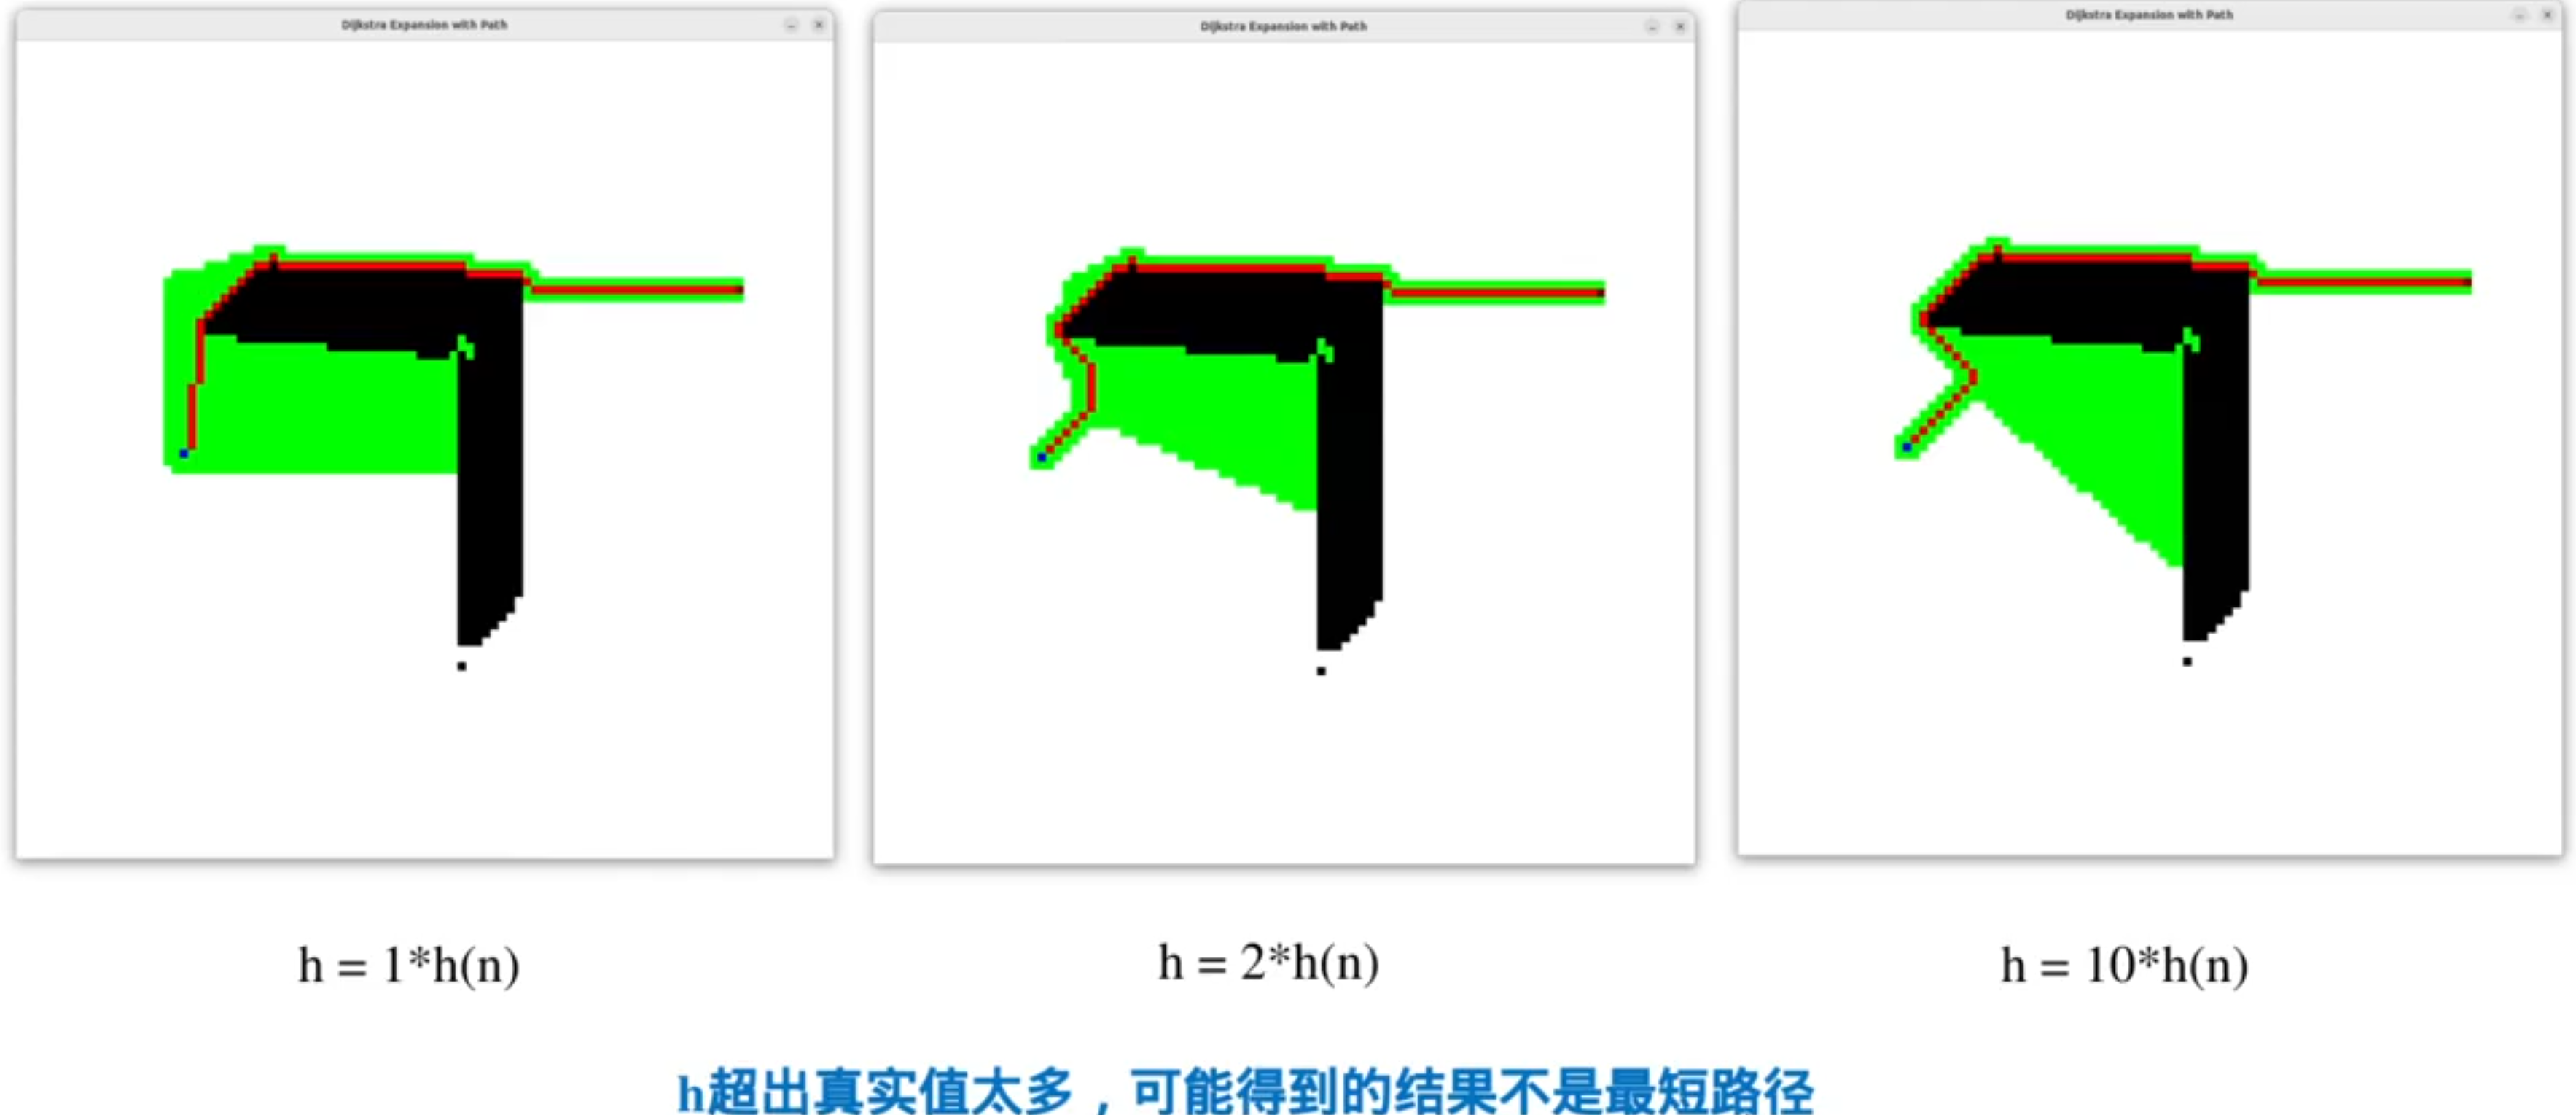 Dijkstra Expansion with Path
Dijkstra Expansion with Path
Dijkstra Expansion with Path
h = 1*h(n)
h = 2*h(n)
h = 10*h(n)
h超出真实值太多，可能得到的结果不是最短路径